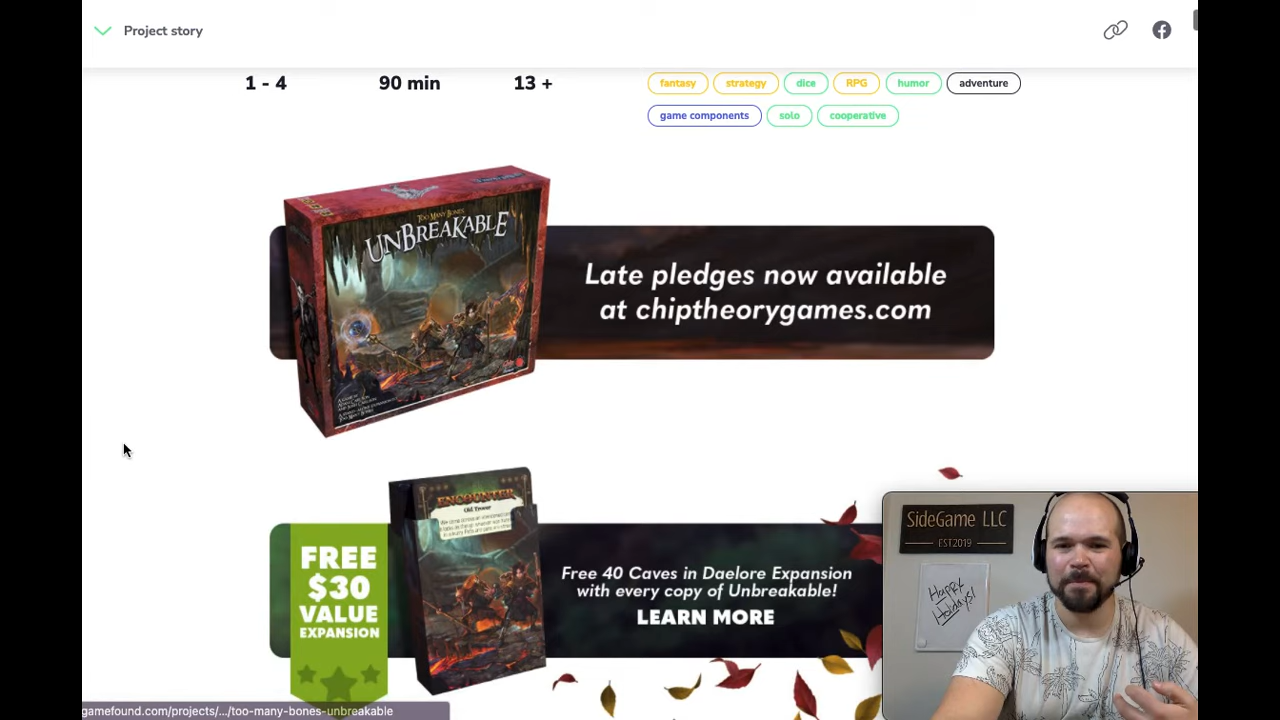 Project story
1 - 4
90 min
13 +
fantasy
strategy
dice
RPG
humor
adventure
game components
solo
cooperative
TOO MANY BONES
UNBREAKABLE
Late pledges now available
at chiptheorygames.com
ENCOUNTER
Old Trower
FREE
$30
VALUE
EXPANSION
Free 40 Caves in Daelore Expansion
with every copy of Unbreakable!
LEARN MORE
SideGame LLC
EST.2019
Happy
Holidays!
gamefound.com/projects/.../too-many-bones-unbreakable